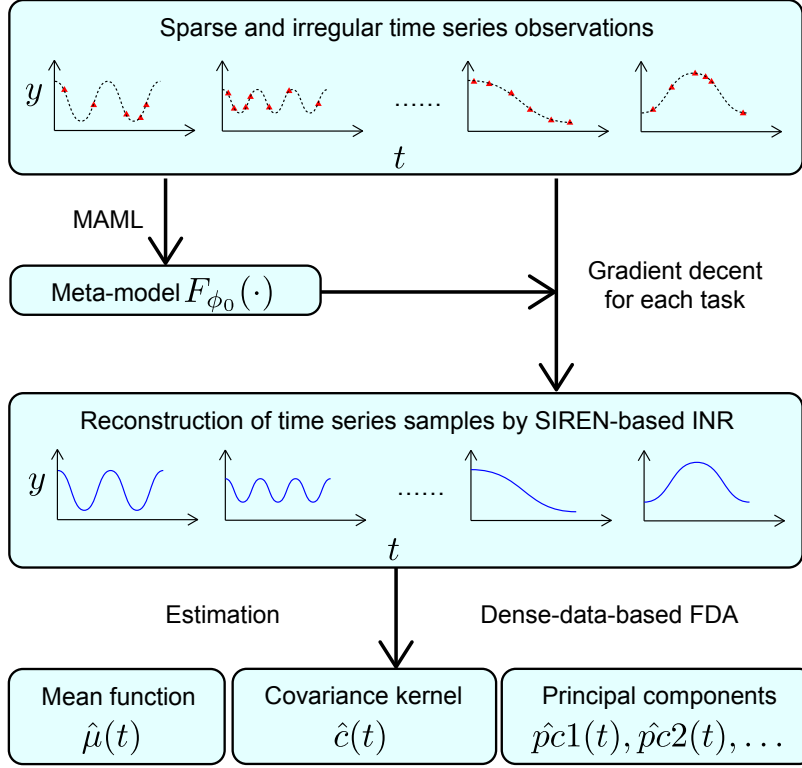 Sparse and irregular time series observations
y
......
t
MAML
Meta-model F_{ϕ_0}(·)
Gradient decent
for each task
Reconstruction of time series samples by SIREN-based INR
y
......
t
Estimation
Dense-data-based FDA
Mean function
μ̂(t)
Covariance kernel
ĉ(t)
Principal components
p̂c1(t), p̂c2(t), . . .